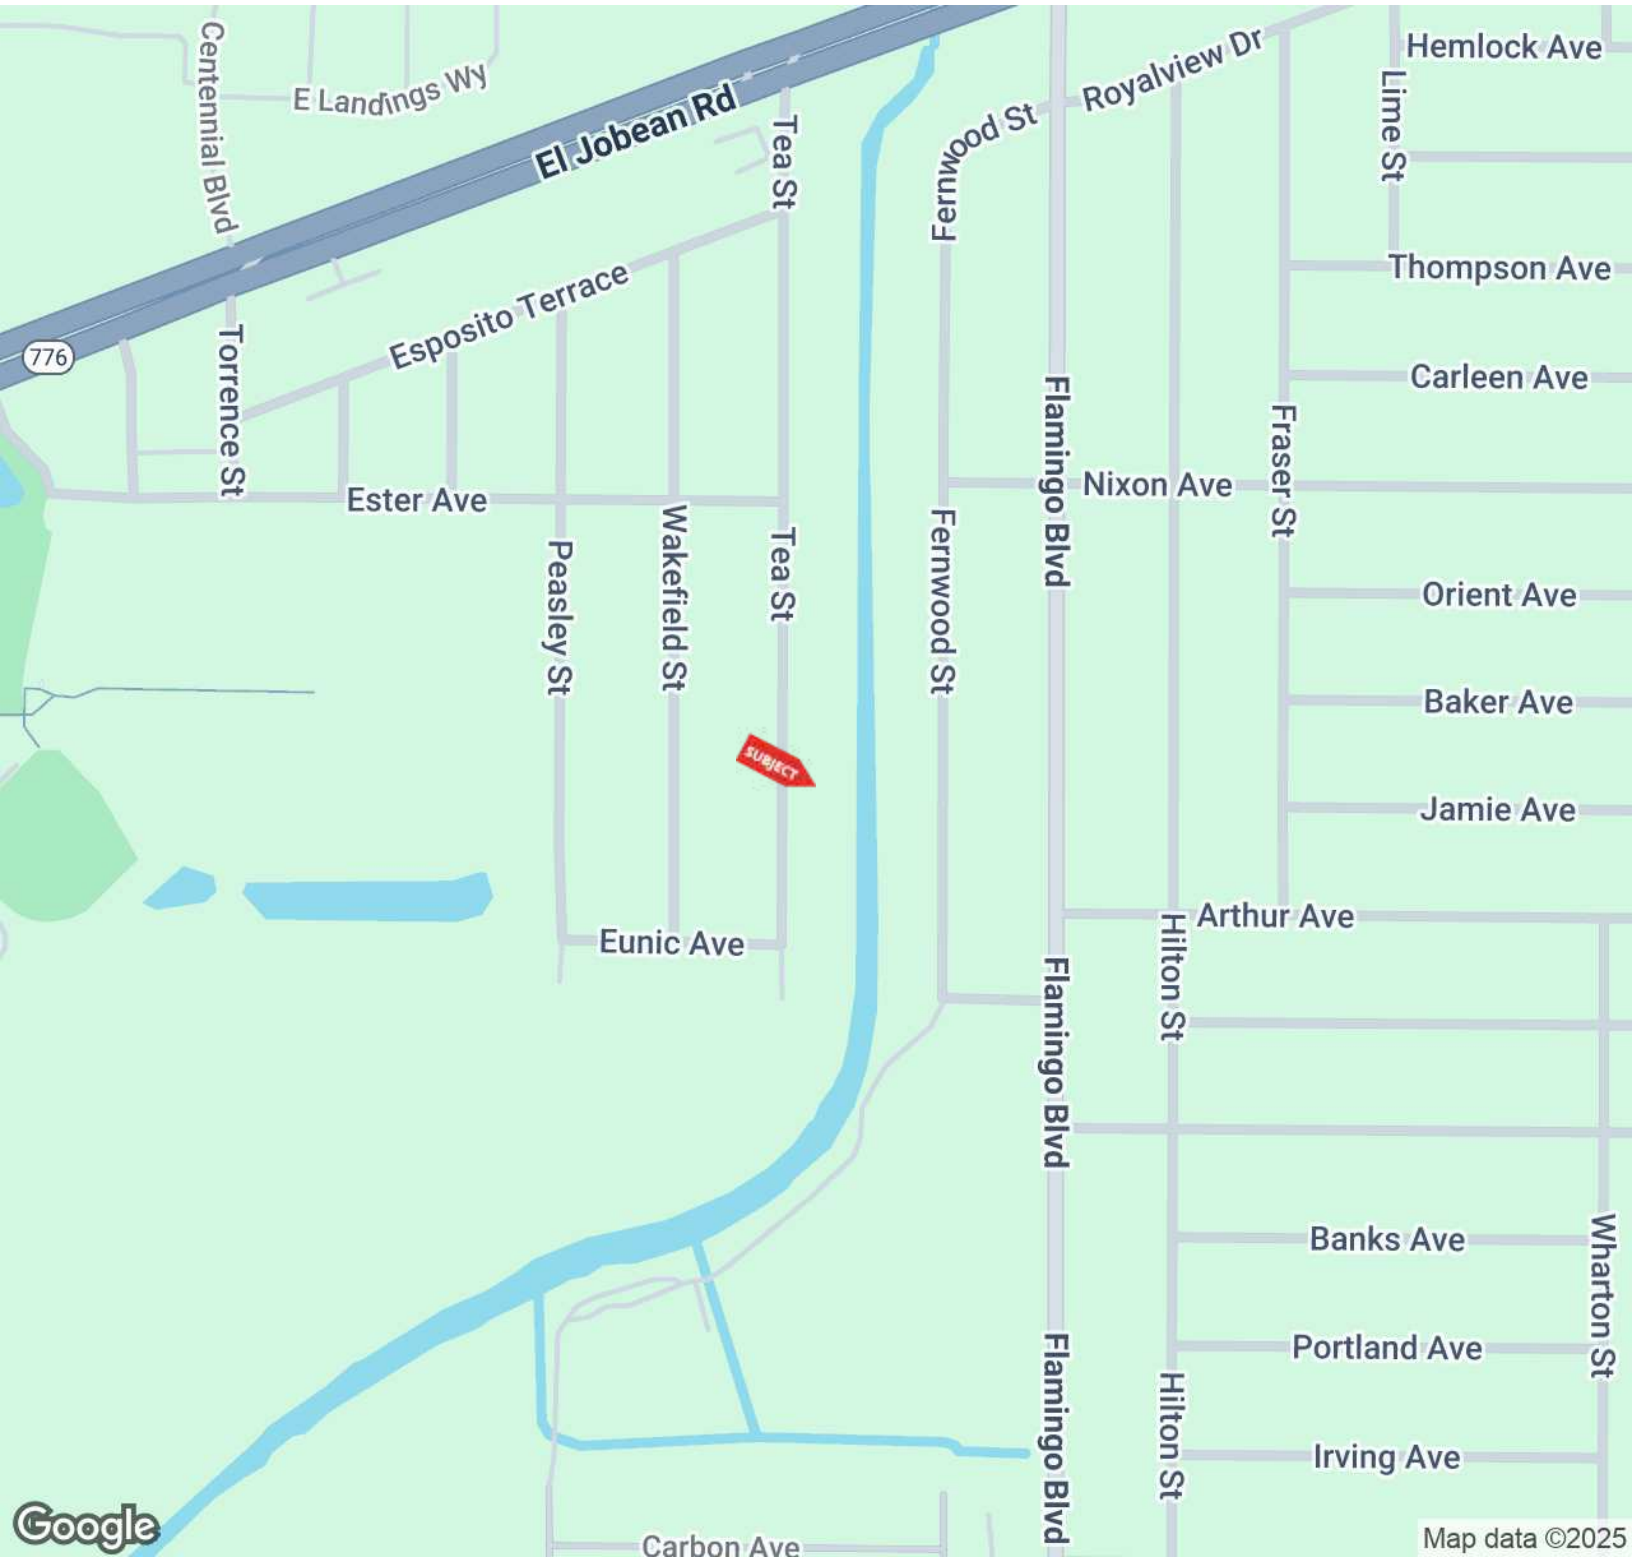 Hemlock Ave
Centennial Blvd
E Landings Wy
Royalview Dr
El Jobean Rd
Tea St
Fernwood St
Lime St
Thompson Ave
Esposito Terrace
776
Torrence St
Carleen Ave
Flamingo Blvd
Fraser St
Nixon Ave
Ester Ave
Wakefield St
Fernwood St
Tea St
Peasley St
Orient Ave
Baker Ave
SUBJECT
Jamie Ave
Arthur Ave
Eunic Ave
Hilton St
Flamingo Blvd
Banks Ave
Wharton St
Portland Ave
Flamingo Blvd
Hilton St
Irving Ave
Google
Carbon Ave
Map data ©2025